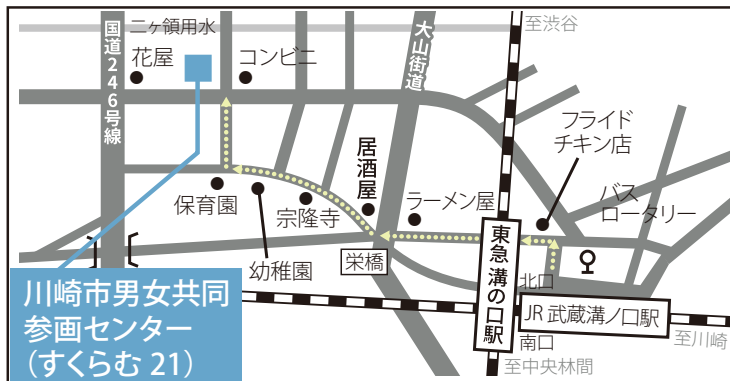 至渋谷
二ヶ領用水
国道246号線
花屋
コンビニ
大山街道
フライド
チキン店
居酒屋
バス
ロータリー
保育園
宗隆寺
ラーメン屋
幼稚園
栄橋
東急 溝の口駅
北口
川崎市男女共同
参画センター
(すくらむ 21)
JR 武蔵溝ノ口駅
南口
至川崎
至中央林間